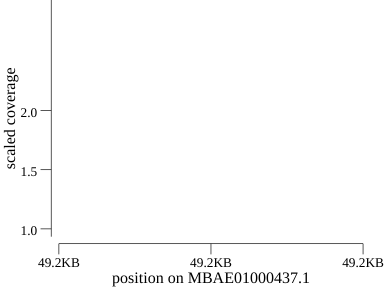 scaled coverage
2.0
1.5
1.0
49.2KB 49.2KB 49.2KB
position on MBAE01000437.1